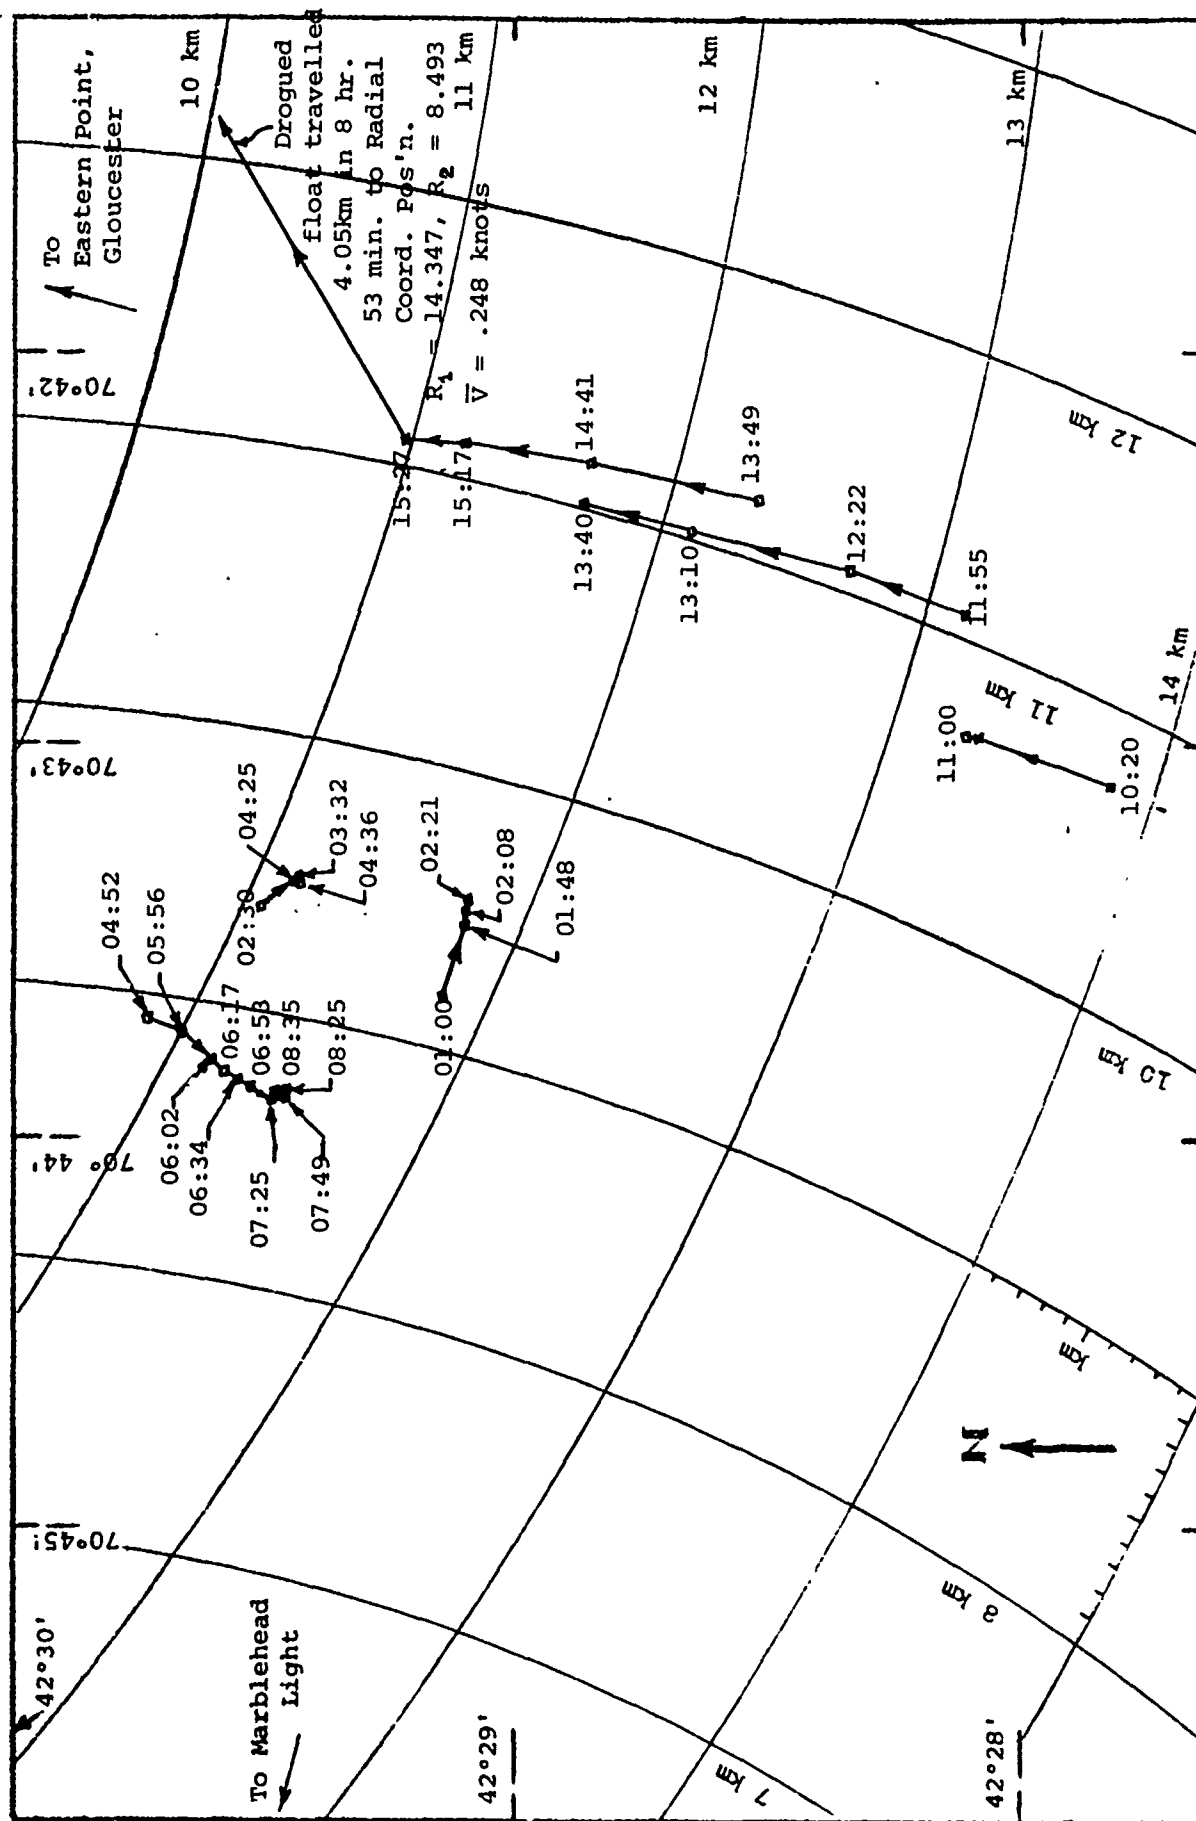 To
Eastern Point,
Gloucester
10 km
Drogued
float travelled
4.05km in 8 hr.
53 min. to Radial
Coord. Pos'n.
R₁ = 14.347, R₂ = 8.493
V̅ = .248 knots
11 km
12 km
13 km
14 km
70°42'
70°43'
70°44'
70°45'
42°30'
42°29'
42°28'
To Marblehead
Light
04:52
05:56
06:02
06:17
06:34
06:53
07:25
08:35
08:25
07:49
02:30
04:25
03:32
04:36
01:00
02:21
02:08
01:48
15:27
15:17
14:41
13:49
13:40
13:10
12:22
11:55
11:00
10:20
7 km
km
10 km
11 km
12 km
N